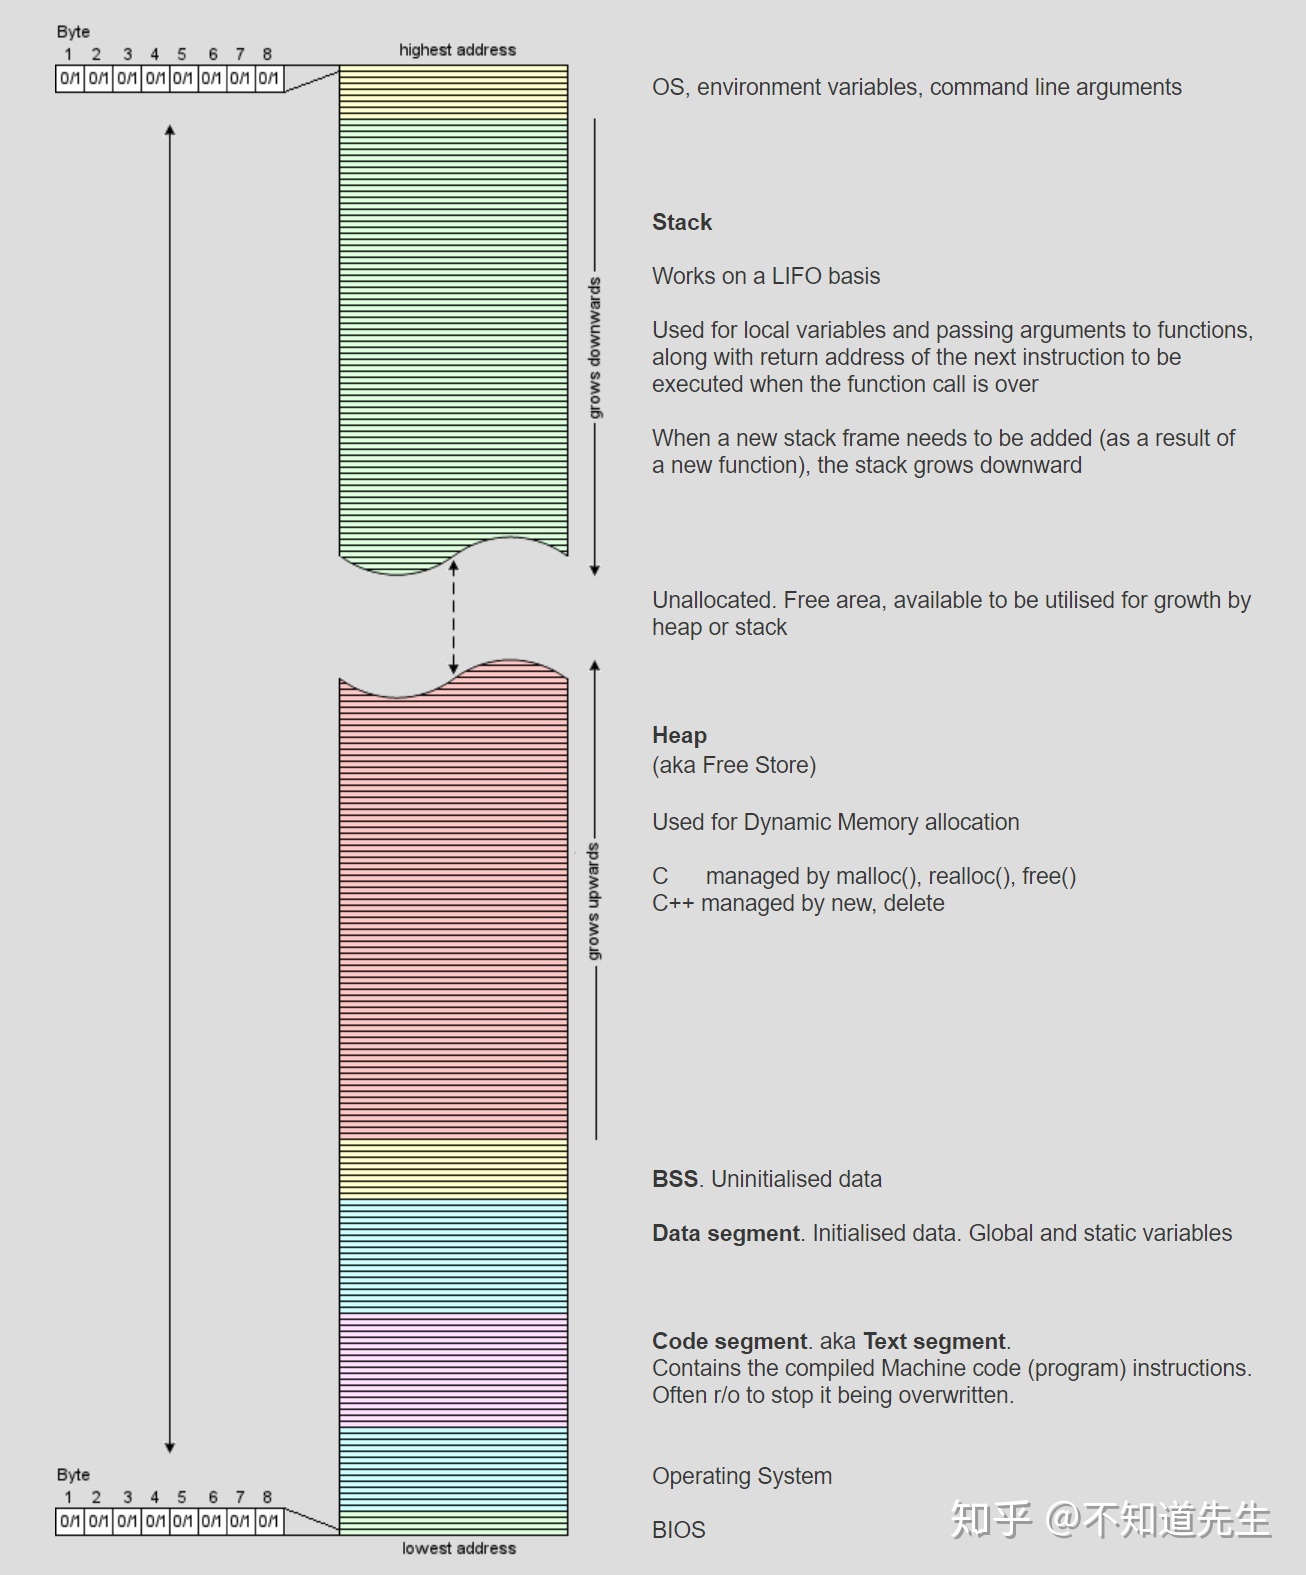 Byte
1 2 3 4 5 6 7 8
0/1 0/1 0/1 0/1 0/1 0/1 0/1 0/1
highest address
OS, environment variables, command line arguments
grows downwards
Stack
Works on a LIFO basis
Used for local variables and passing arguments to functions,
along with return address of the next instruction to be
executed when the function call is over
When a new stack frame needs to be added (as a result of
a new function), the stack grows downward
Unallocated. Free area, available to be utilised for growth by
heap or stack
grows upwards
Heap
(aka Free Store)
Used for Dynamic Memory allocation
C managed by malloc(), realloc(), free()
C++ managed by new, delete
BSS. Uninitialised data
Data segment. Initialised data. Global and static variables
Code segment. aka Text segment.
Contains the compiled Machine code (program) instructions.
Often r/o to stop it being overwritten.
Operating System
BIOS
Byte
1 2 3 4 5 6 7 8
0/1 0/1 0/1 0/1 0/1 0/1 0/1 0/1
lowest address
知乎 @不知道先生